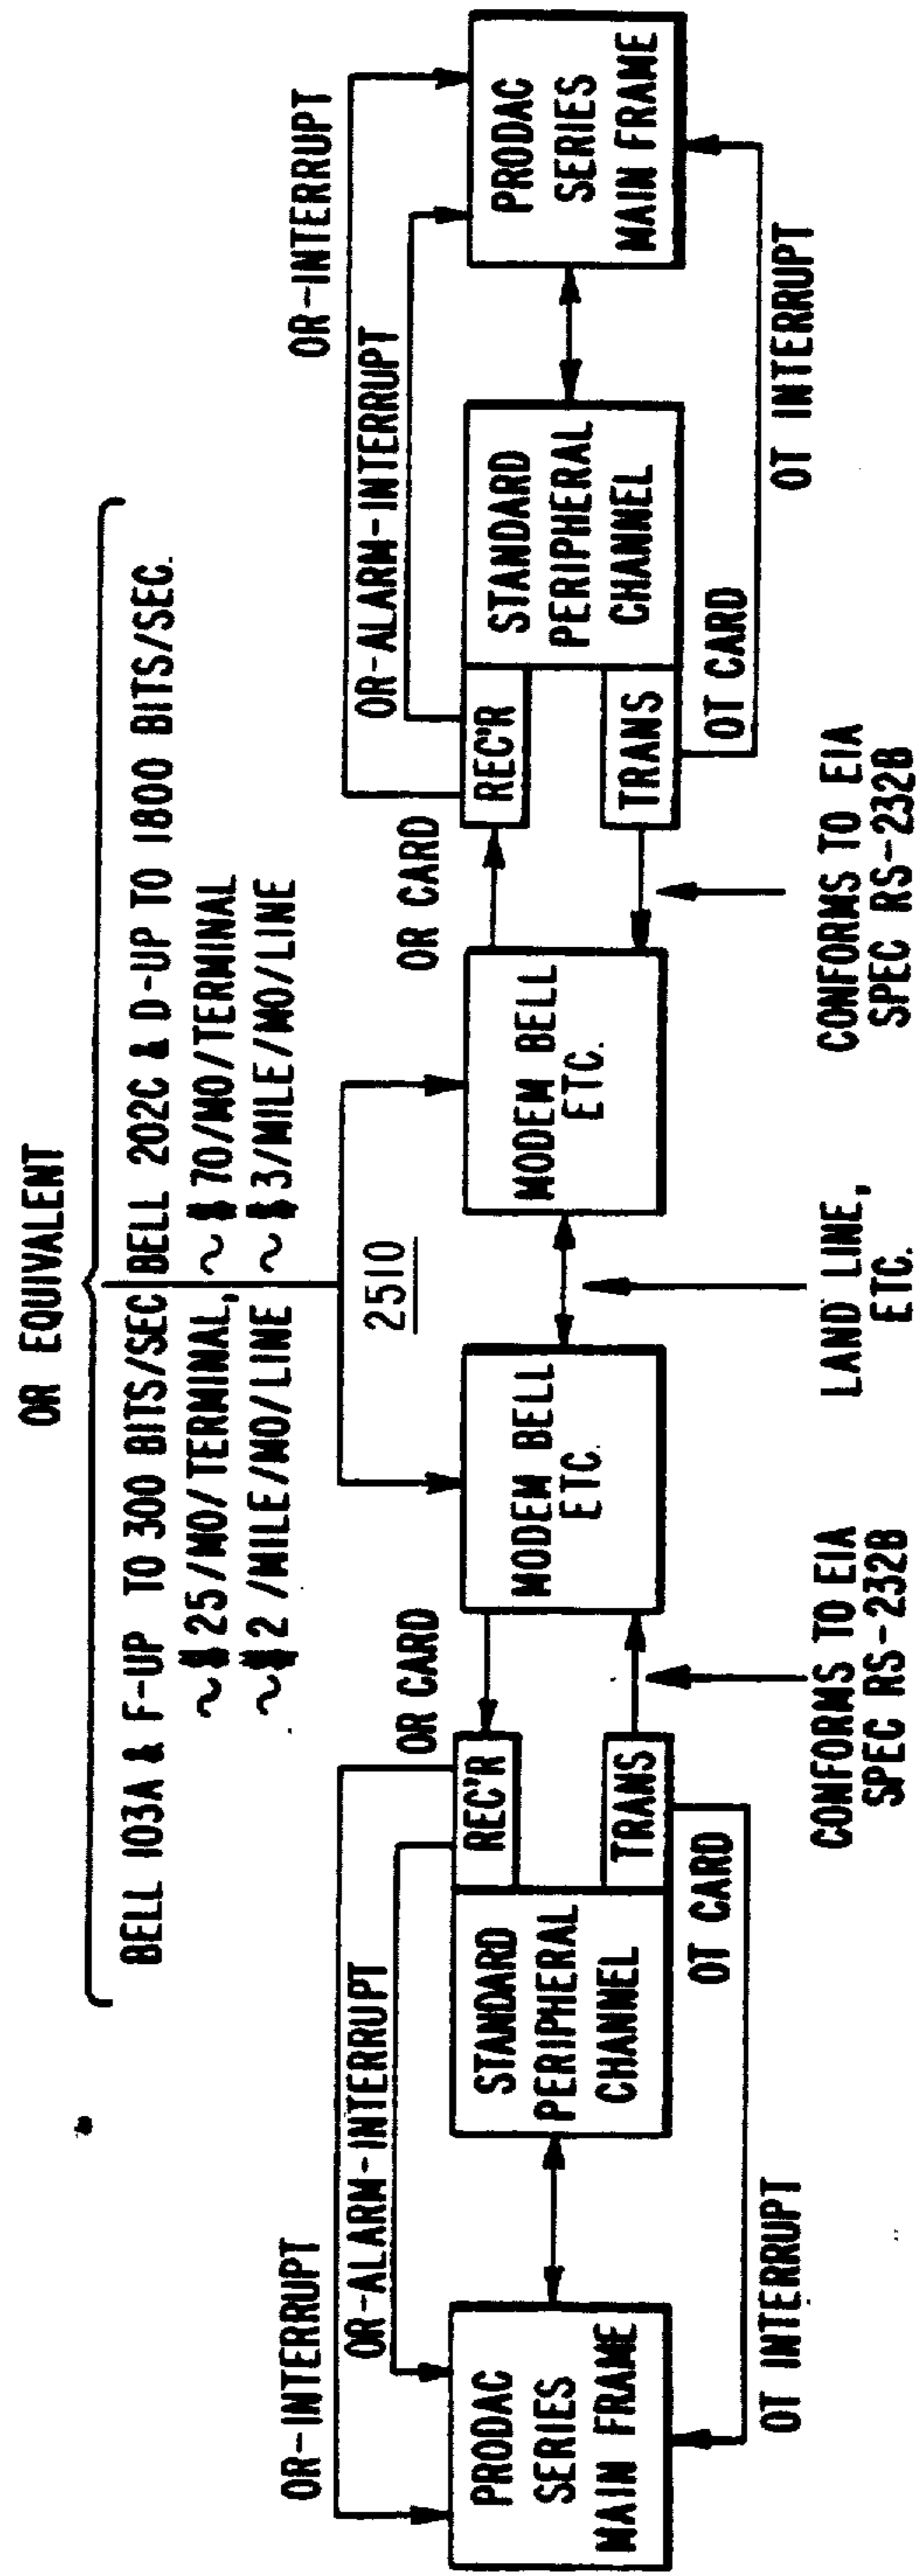 OR EQUIVALENT
BELL 103A & F-UP TO 300 BITS/SEC
~$25/MO/TERMINAL,
~$2/MILE/MO/LINE
BELL 202C & D-UP TO 1800 BITS/SEC.
~$70/MO/TERMINAL
~$3/MILE/MO/LINE
2510
OR-INTERRUPT
OR-ALARM-INTERRUPT
OR CARD
PRODAC
SERIES
MAIN FRAME
STANDARD
PERIPHERAL
CHANNEL
REC'R
TRANS
OT CARD
OT INTERRUPT
MODEM BELL
ETC.
MODEM BELL
ETC.
OR CARD
OR-ALARM-INTERRUPT
OR-INTERRUPT
REC'R
TRANS
STANDARD
PERIPHERAL
CHANNEL
PRODAC
SERIES
MAIN FRAME
OT CARD
OT INTERRUPT
CONFORMS TO EIA
SPEC RS-232B
LAND LINE,
ETC.
CONFORMS TO EIA
SPEC RS-232B